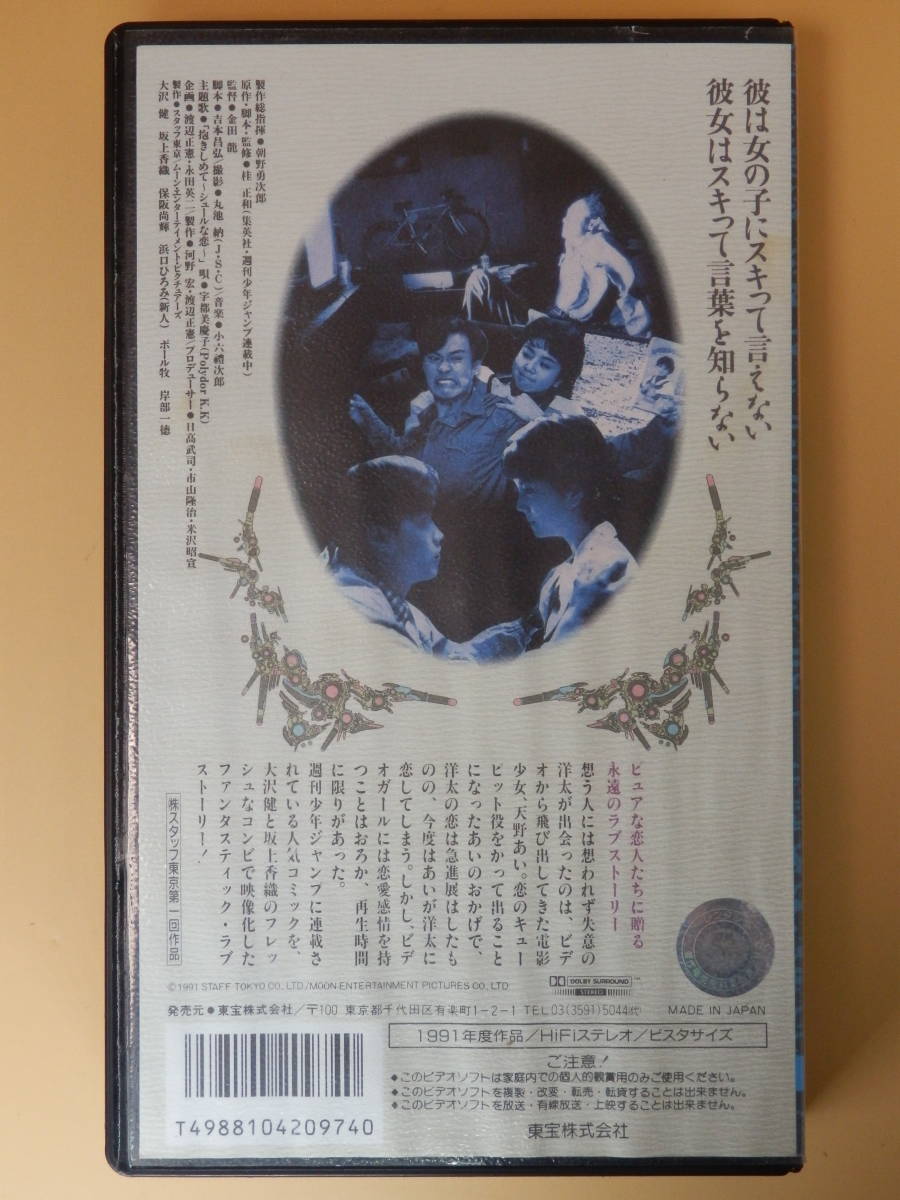 彼は女の子にスキって言えない
彼女はスキって言葉を知らない
製作総指揮●朝野勇次郎
原作・脚本・監修●桂 正和(集英社・週刊少年ジャンプ連載中)
監督●金田 龍
脚本●吉本昌弘/撮影●丸池 納(J・S・C)/音楽●小六禮次郎
主題歌●「抱きしめて〜シュールな恋〜」 唄●宇都美慶子(Polydor K.K)
企画●渡辺正憲・永田英二/製作●河野 宏・渡辺正憲/プロデューサー●日高武司・市山隆治・米沢昭宣
製作●スタッフ東京/ムーン・エンターテイメント・ピクチュアーズ
大沢 健 坂上香織 保阪尚輝 浜口ひろみ(新人) ポール牧 岸部一徳
ピュアな恋人たちに贈る
永遠のラブストーリー
想う人には想われず失意の
洋太が出会ったのは、ビデ
オから飛び出してきた電影
少女、天野あい。恋のキュー
ピット役をかって出ること
になったあいのおかげで、
洋太の恋は急進展はしたも
のの、今度はあいが洋太に
恋してしまう。しかし、ビデ
オガールには恋愛感情を持
つことはおろか、再生時間
に限りがあった。
週刊少年ジャンプに連載さ
れている人気コミックを、
大沢健と坂上香織のフレッ
シュなコンビで映像化した
ファンタスティック・ラブ
ストーリー!
㈱スタッフ東京第一回作品
©1991 STAFF TOKYO CO., LTD/MOON ENTERTAINMENT PICTURES CO., LTD
DOLBY SURROUND™
STEREO
発売元●東宝株式会社/〒100 東京都千代田区有楽町1-2-1 TEL 03(3591)5044(代)
MADE IN JAPAN
1991年度作品/HiFiステレオ/ビスタサイズ
ご注意!
◆このビデオソフトは家庭内での個人的観賞用のみご使用ください。
◆このビデオソフトを複製・改変・転売・転貸することは出来ません。
◆このビデオソフトを放送・有線放送・上映することは出来ません。
東宝株式会社
T4988104209740